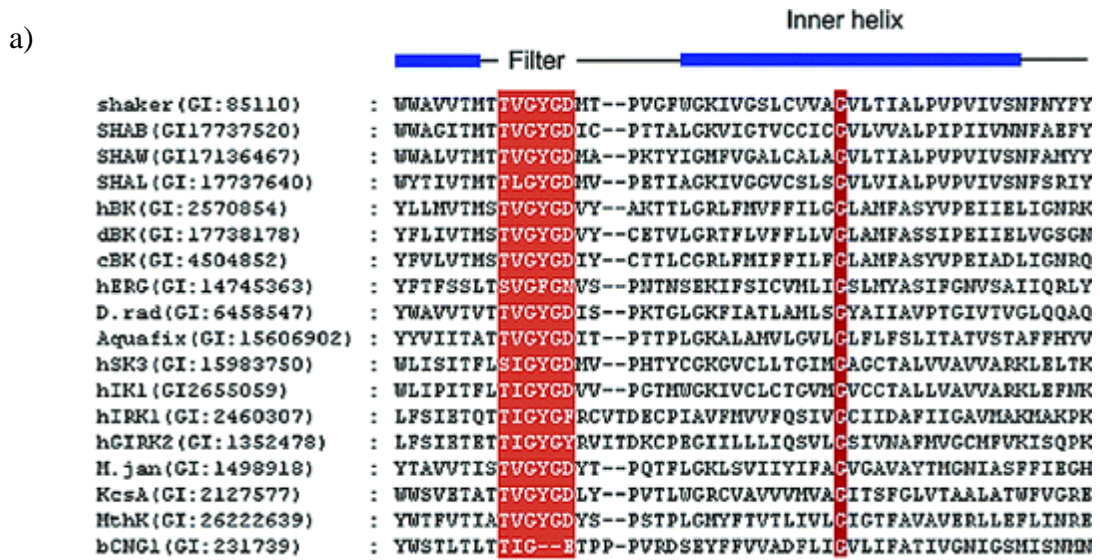 a)
Inner helix
Filter
shaker(GI:85110) : WWAVVTMTTVGYGDMT--PVGFWGKIVGSLCVVAGVLTIALPVPVIVSNFNYFY
SHAB(GI17737520) : WWAGITMTTVGYGDIC--PTTALGKVIGTVCCICGVLVVALPIPIIVNNFAEFY
SHAW(GI17136467) : WWALVTMTTVGYGDMA--PKTYIGMFVGALCALAGVLTIALPVPVIVSNFAMYY
SHAL(GI:17737640) : WYTIVTMTTLGYGDMV--PETIAGKIVGGVCSLSGVLVIALPVPVIVSNFSRIY
hBK(GI:2570854) : YLLMVTMSTVGYGDVY--AKTTLGRLFMVFFILGGLAMFASYVPEIIELIGNRK
dBK(GI:17738178) : YFLIVTMSTVGYGDVY--CETVLGRTFLVFFLLVGLAMFASSIPEIIELVGSGN
cBK(GI:4504852) : YFVLVTMSTVGYGDIY--CTTLCGRLFMIFFILFGLAMFASYVPEIADLIGNRQ
hERG(GI:14745363) : YFTFSSLTSVGFGNVS--PNTNSEKIFSICVMLIGSLMYASIFGNVSAIIQRLY
D.rad(GI:6458547) : YWAVVTVTTVGYGDIS--PKTGLGKFIATLAMLSGYAIIAVPTGIVTVGLQQAQ
Aquafix(GI:15606902) : YYVIITATTVGYGDIT--PTTPLGKALAMVLGVLGLFLFSLITATVSTAFFHYV
hSK3(GI:15983750) : WLISITFLSIGYGDMV--PHTYCGKGVCLLTGIMGAGCTALVVAVVARKLELTK
hIK1(GI2655059) : WLIPITFLTIGYGDVV--PGTMWGKIVCLCTGVMGVCCTALLVAVVARKLEFNK
hIRK1(GI:2460307) : LFSIETQTTIGYGFRCVTDECPIAVFMVVFQSIVGCIIDAFIIGAVMAKMAKPK
hGIRK2(GI:1352478) : LFSIETETTIGYGYRVITDKCPEGIILLLIQSVLGSIVNAFMVGCMFVKISQPK
M.jan(GI:1498918) : YTAVVTISTVGYGDYT--PQTFLGKLSVIIYIFAGVGAVAYTMGNIASFFIEGH
KcsA(GI:2127577) : WWSVETATTVGYGDLY--PVTLWGRCVAVVVMVAGITSFGLVTAALATWFVGRE
MthK(GI:26222639) : YWTFVTIATVGYGDYS--PSTPLGMYFTVTLIVLGIGTFAVAVERLLEFLINRE
bCNG1(GI:231739) : YWSTLTLTTIG--ETPP-PVRDSEYFFVVADFLIGVLIFATIVGNIGSMISNMN